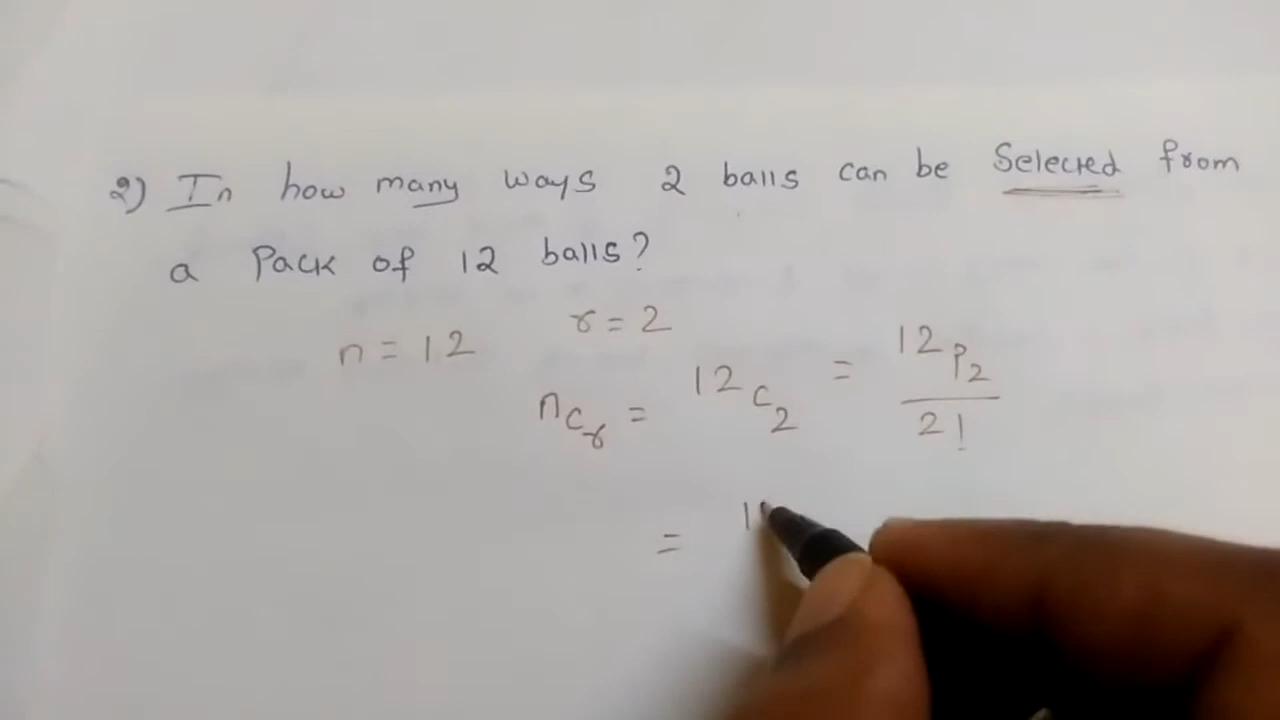 2) In how many ways 2 balls can be Selected from
a Pack of 12 balls?
n = 12 r = 2
nCr = 12C2 = 12P2 / 2!
= 1